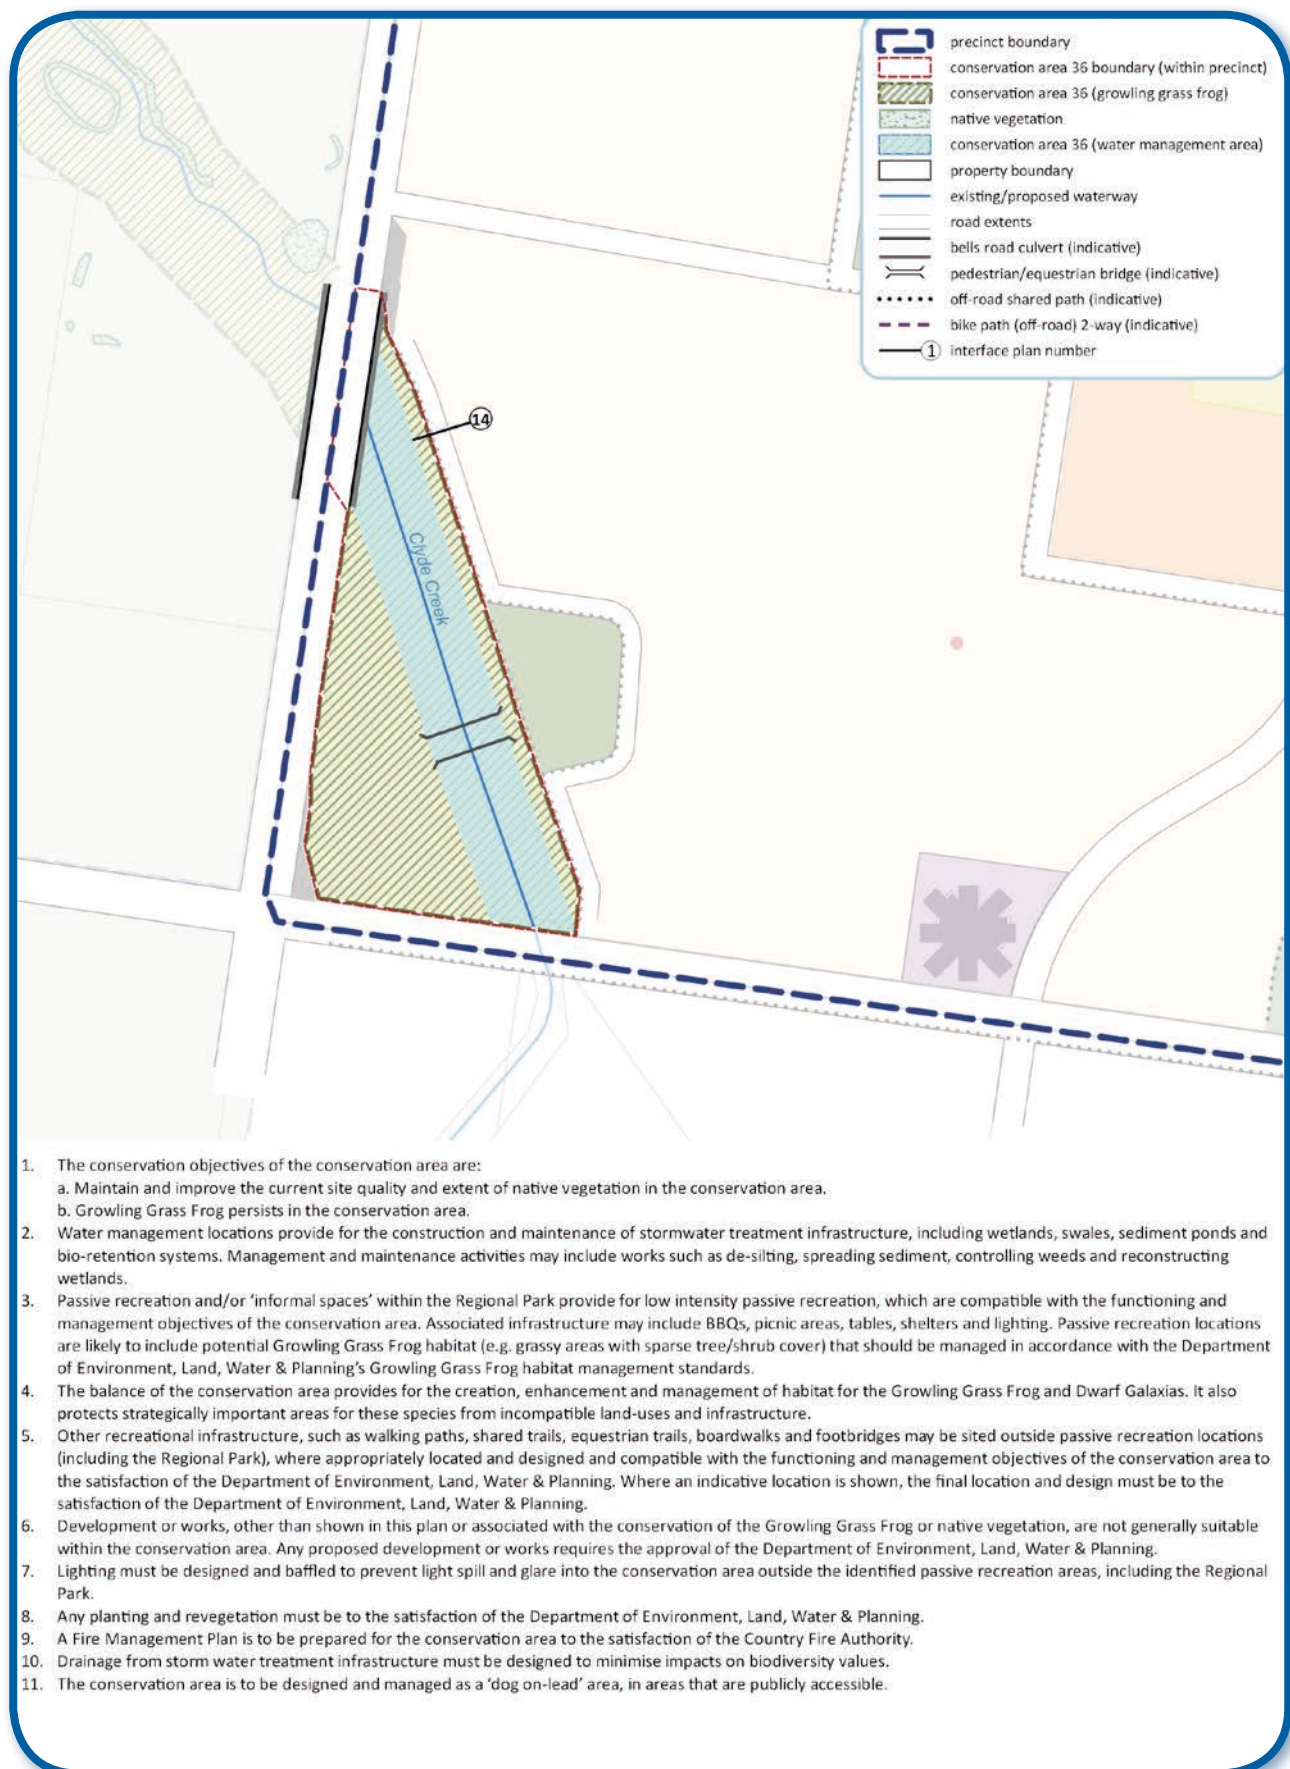 precinct boundary
conservation area 36 boundary (within precinct)
conservation area 36 (growling grass frog)
native vegetation
conservation area 36 (water management area)
property boundary
existing/proposed waterway
road extents
bells road culvert (indicative)
pedestrian/equestrian bridge (indicative)
off-road shared path (indicative)
bike path (off-road) 2-way (indicative)
1 interface plan number
14
Clyde Creek
1. The conservation objectives of the conservation area are:
a. Maintain and improve the current site quality and extent of native vegetation in the conservation area.
b. Growling Grass Frog persists in the conservation area.
2. Water management locations provide for the construction and maintenance of stormwater treatment infrastructure, including wetlands, swales, sediment ponds and
bio-retention systems. Management and maintenance activities may include works such as de-silting, spreading sediment, controlling weeds and reconstructing
wetlands.
3. Passive recreation and/or ‘informal spaces’ within the Regional Park provide for low intensity passive recreation, which are compatible with the functioning and
management objectives of the conservation area. Associated infrastructure may include BBQs, picnic areas, tables, shelters and lighting. Passive recreation locations
are likely to include potential Growling Grass Frog habitat (e.g. grassy areas with sparse tree/shrub cover) that should be managed in accordance with the Department
of Environment, Land, Water & Planning’s Growling Grass Frog habitat management standards.
4. The balance of the conservation area provides for the creation, enhancement and management of habitat for the Growling Grass Frog and Dwarf Galaxias. It also
protects strategically important areas for these species from incompatible land-uses and infrastructure.
5. Other recreational infrastructure, such as walking paths, shared trails, equestrian trails, boardwalks and footbridges may be sited outside passive recreation locations
(including the Regional Park), where appropriately located and designed and compatible with the functioning and management objectives of the conservation area to
the satisfaction of the Department of Environment, Land, Water & Planning. Where an indicative location is shown, the final location and design must be to the
satisfaction of the Department of Environment, Land, Water & Planning.
6. Development or works, other than shown in this plan or associated with the conservation of the Growling Grass Frog or native vegetation, are not generally suitable
within the conservation area. Any proposed development or works requires the approval of the Department of Environment, Land, Water & Planning.
7. Lighting must be designed and baffled to prevent light spill and glare into the conservation area outside the identified passive recreation areas, including the Regional
Park.
8. Any planting and revegetation must be to the satisfaction of the Department of Environment, Land, Water & Planning.
9. A Fire Management Plan is to be prepared for the conservation area to the satisfaction of the Country Fire Authority.
10. Drainage from storm water treatment infrastructure must be designed to minimise impacts on biodiversity values.
11. The conservation area is to be designed and managed as a ‘dog on-lead’ area, in areas that are publicly accessible.